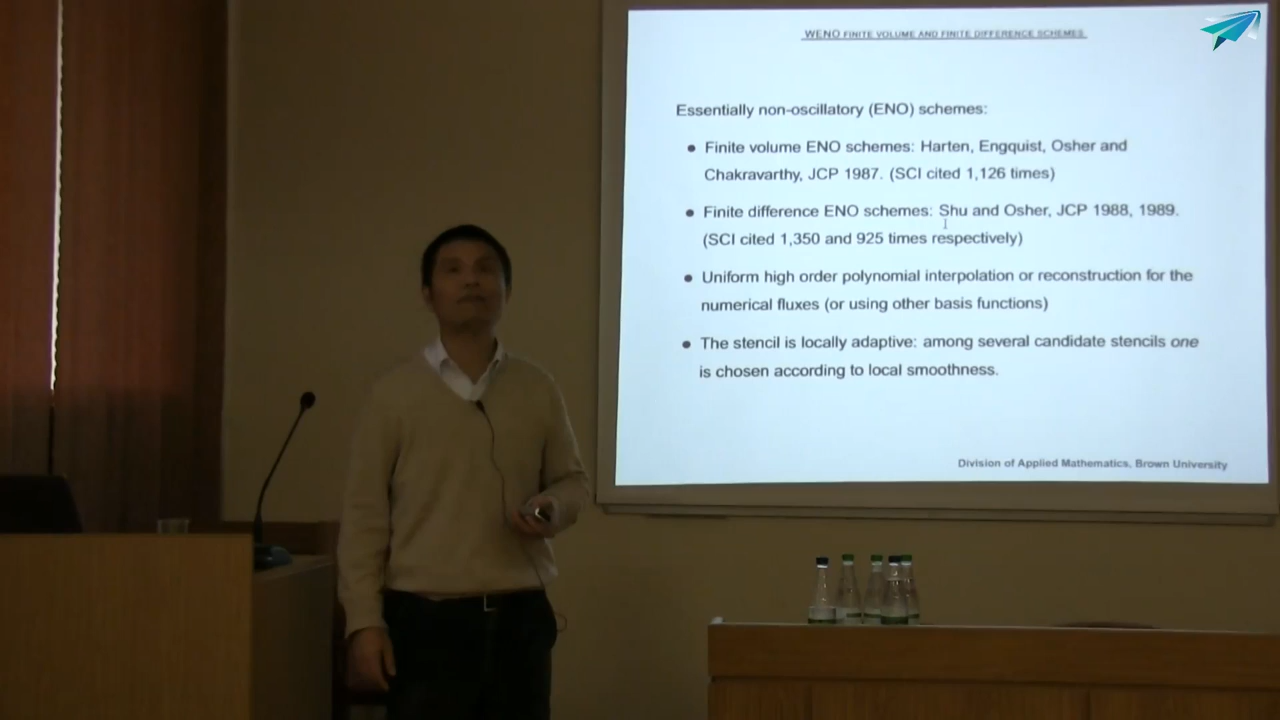 WENO FINITE VOLUME AND FINITE DIFFERENCE SCHEMES
Essentially non-oscillatory (ENO) schemes:
• Finite volume ENO schemes: Harten, Engquist, Osher and
Chakravarthy, JCP 1987. (SCI cited 1,126 times)
• Finite difference ENO schemes: Shu and Osher, JCP 1988, 1989.
(SCI cited 1,350 and 925 times respectively)
• Uniform high order polynomial interpolation or reconstruction for the
numerical fluxes (or using other basis functions)
• The stencil is locally adaptive: among several candidate stencils one
is chosen according to local smoothness.
Division of Applied Mathematics, Brown University